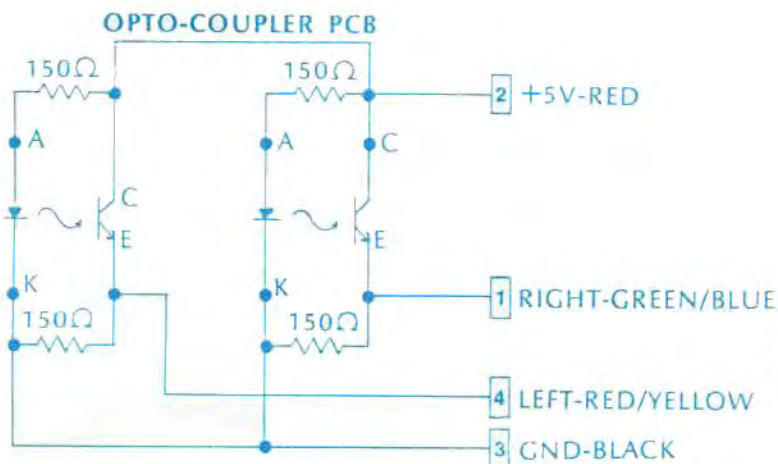 OPTO-COUPLER PCB
150Ω
150Ω
2 +5V-RED
A
A
C
C
E
E
K
K
1 RIGHT-GREEN/BLUE
150Ω
150Ω
4 LEFT-RED/YELLOW
3 GND-BLACK